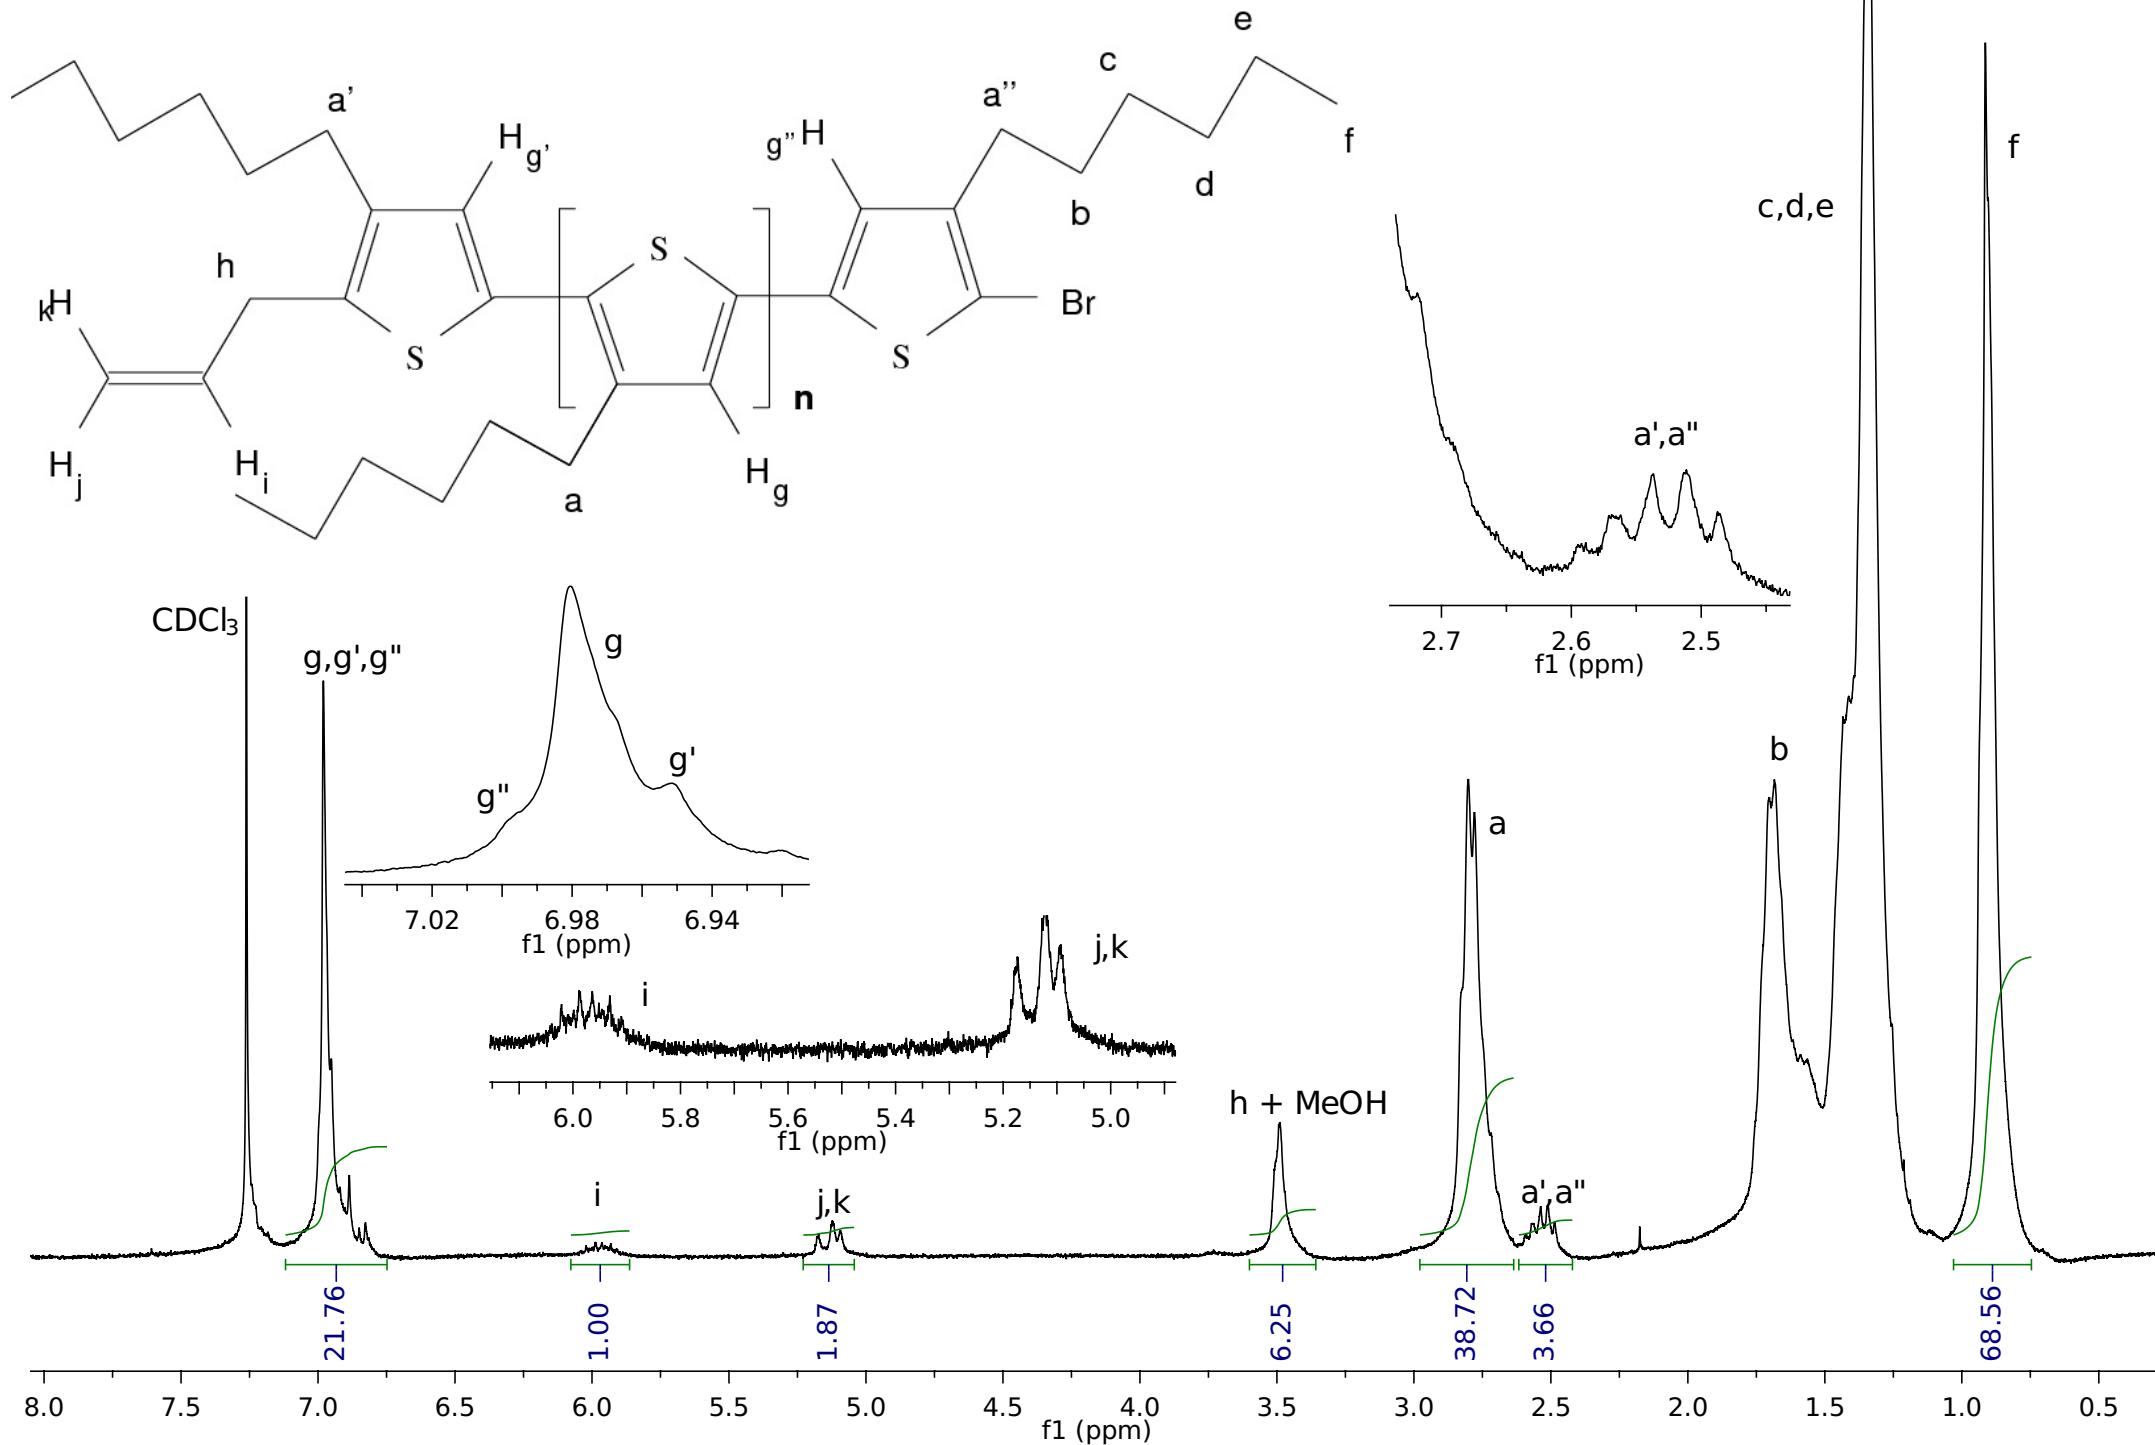 e
c
a'
a''
f
H
g'
g''
H
d
b
S
h
k
H
Br
S
S
n
H
j
H
i
a
H
g
c,d,e
f
a',a"
2.7 2.6 2.5
f1 (ppm)
CDCl3
g,g',g"
g
g'
g"
7.02 6.98 6.94
f1 (ppm)
b
a
j,k
i
6.0 5.8 5.6 5.4 5.2 5.0
f1 (ppm)
h + MeOH
i
j,k
a',a"
21.76 1.00 1.87 6.25 38.72 3.66 68.56
8.0 7.5 7.0 6.5 6.0 5.5 5.0 4.5 4.0 3.5 3.0 2.5 2.0 1.5 1.0 0.5
f1 (ppm)